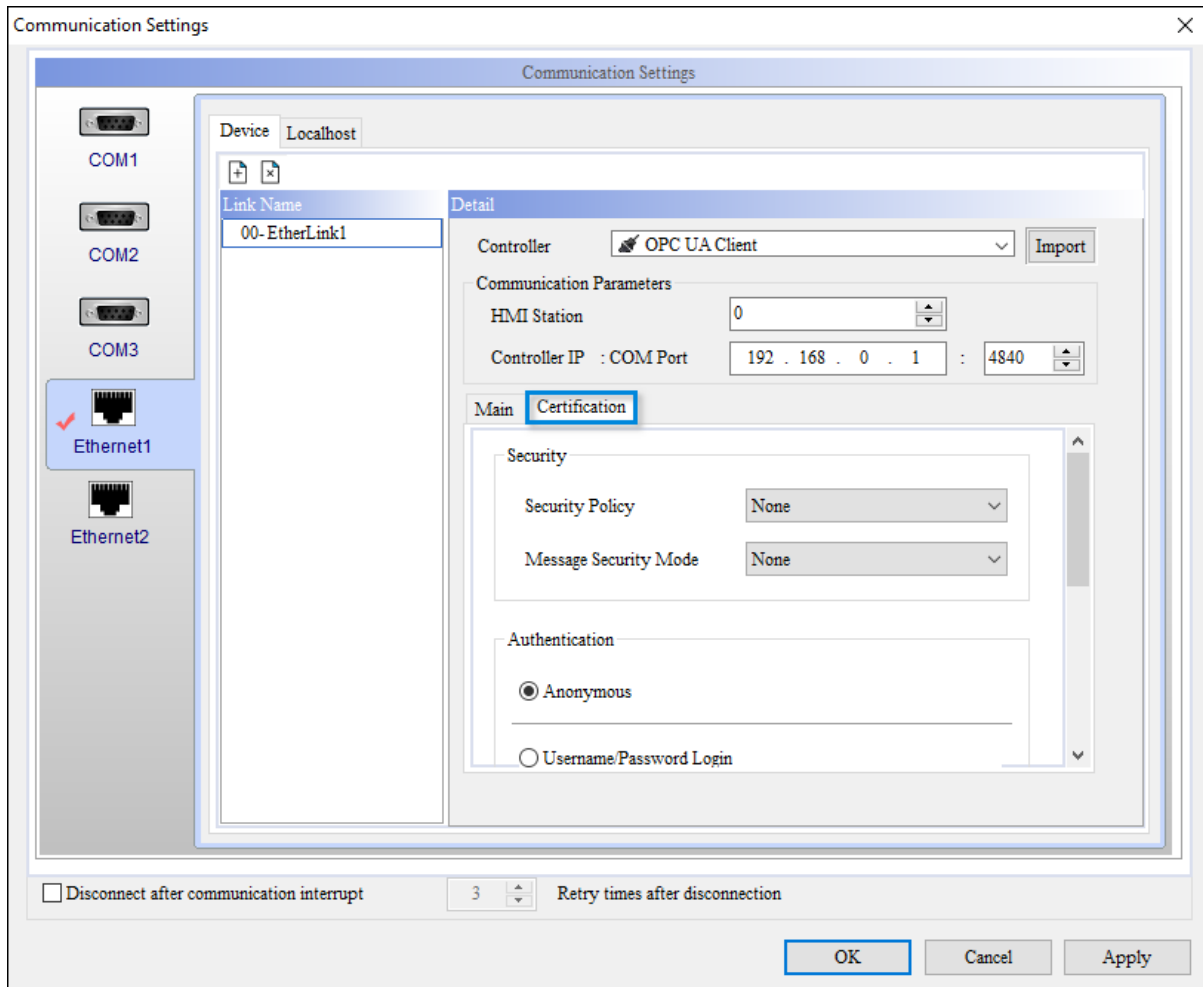 Communication Settings
Communication Settings
COM1
COM2
COM3
Ethernet1
Ethernet2
Device Localhost
Link Name
00-EtherLink1
Detail
Controller OPC UA Client Import
Communication Parameters
HMI Station 0
Controller IP : COM Port 192 . 168 . 0 . 1 : 4840
Main Certification
Security
Security Policy None
Message Security Mode None
Authentication
Anonymous
Username/Password Login
Disconnect after communication interrupt 3 Retry times after disconnection
OK Cancel Apply